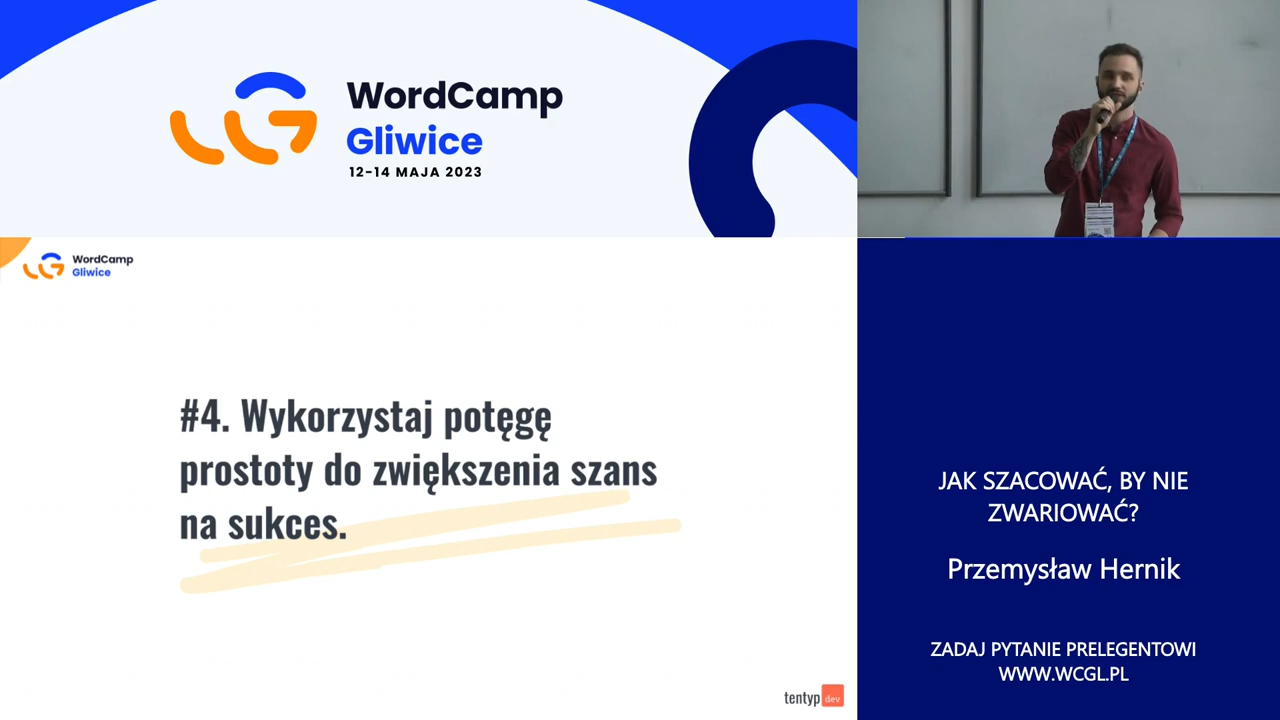 WordCamp
Gliwice
12-14 MAJA 2023
WordCamp
Gliwice
#4. Wykorzystaj potęgę
prostoty do zwiększenia szans
na sukces.
tentyp dev
JAK SZACOWAĆ, BY NIE
ZWARIOWAĆ?
Przemysław Hernik
ZADAJ PYTANIE PRELEGENTOWI
WWW.WCGL.PL